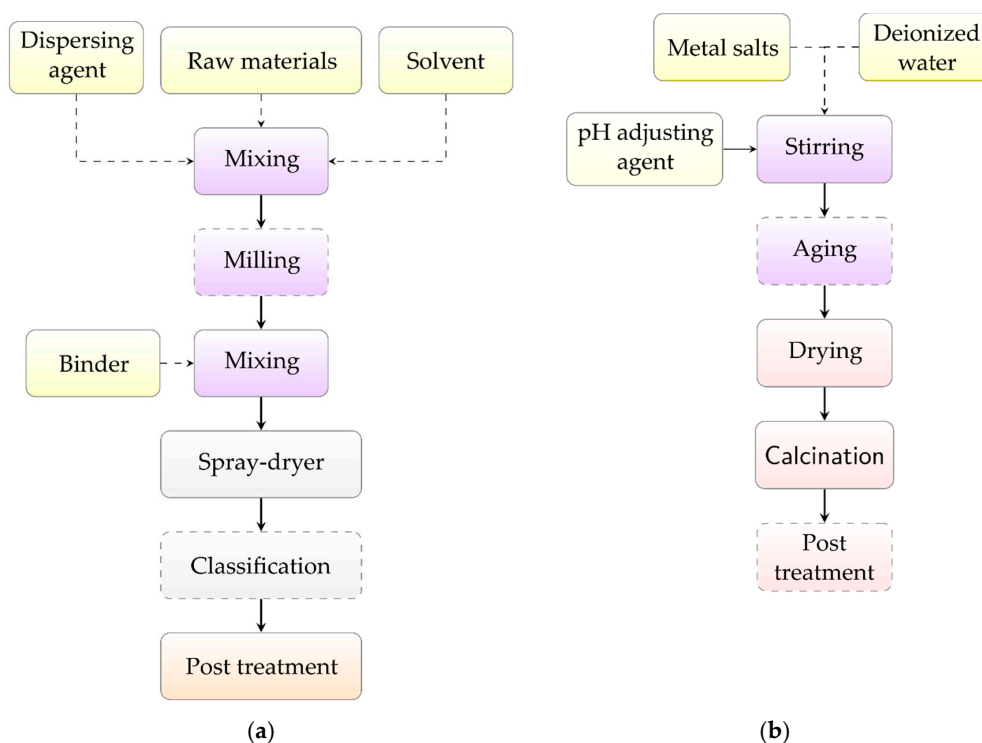 Dispersing
agent
Raw materials
Solvent
Mixing
Milling
Binder
Mixing
Spray-dryer
Classification
Post treatment
(a)
Metal salts
Deionized
water
pH adjusting
agent
Stirring
Aging
Drying
Calcination
Post
treatment
(b)